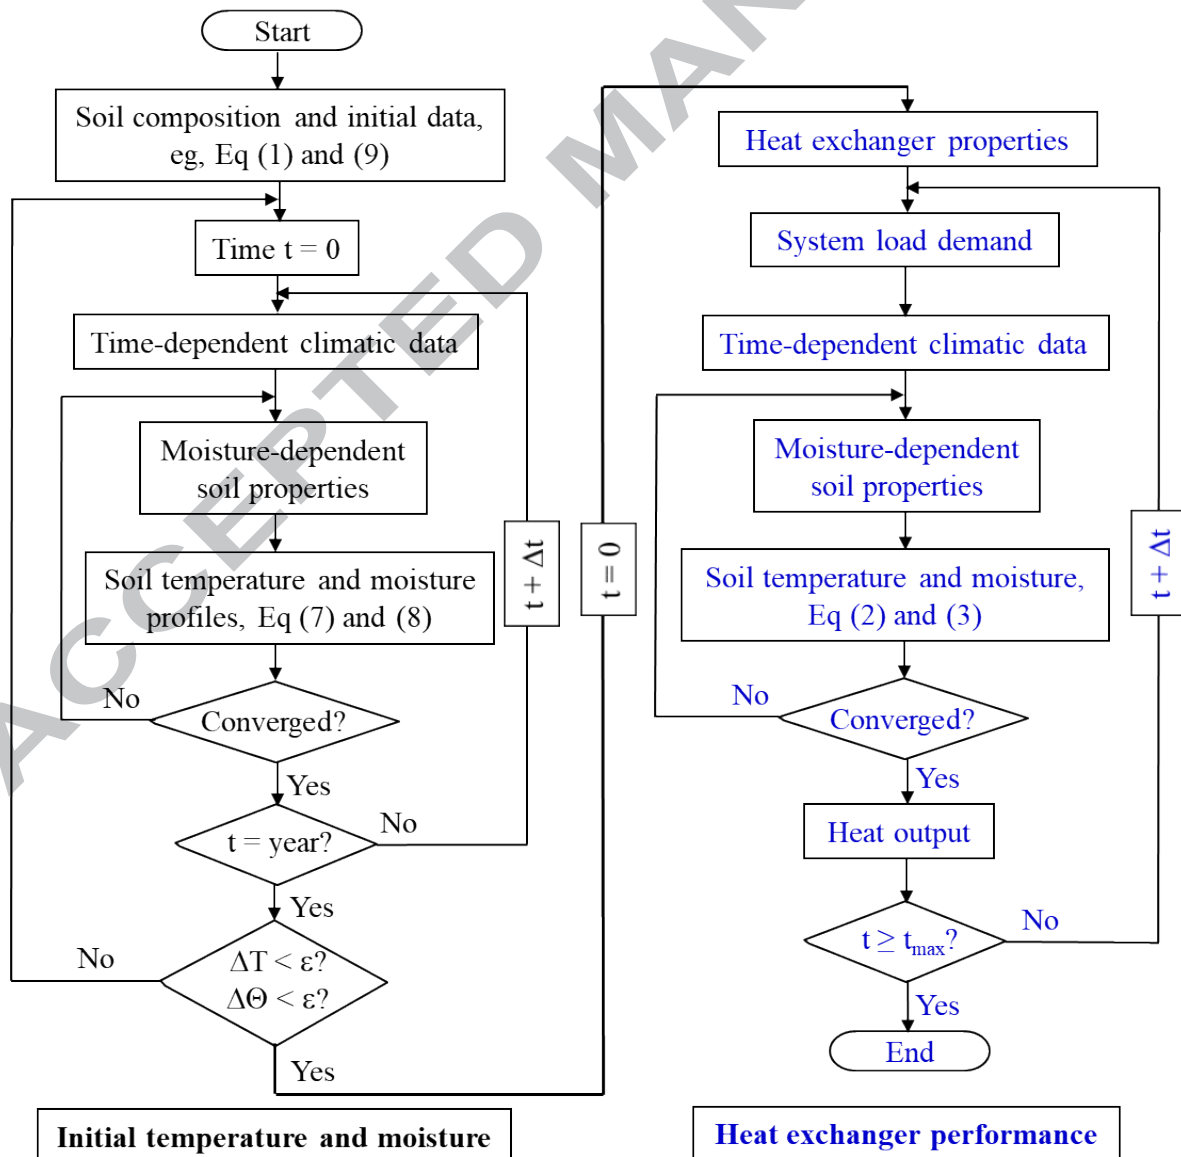 Start
Soil composition and initial data,
eg, Eq (1) and (9)
Time t = 0
Time-dependent climatic data
Moisture-dependent
soil properties
Soil temperature and moisture
profiles, Eq (7) and (8)
t + Δt
No
Converged?
Yes
t = year?
No
Yes
No
ΔT < ε?
ΔΘ < ε?
Yes
Initial temperature and moisture
t = 0
Heat exchanger properties
System load demand
Time-dependent climatic data
Moisture-dependent
soil properties
Soil temperature and moisture,
Eq (2) and (3)
t + Δt
No
Converged?
Yes
Heat output
t ≥ tmax?
No
Yes
End
Heat exchanger performance
ACCEPTED MAN